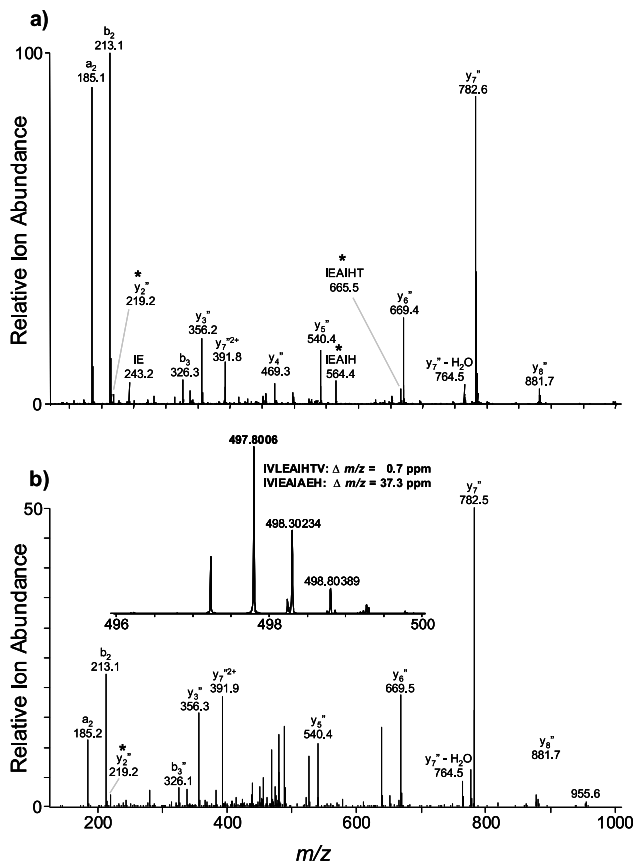 a)
Relative Ion Abundance
100
0
b₂
213.1
a₂
185.1
*
y₂"
219.2
IE
243.2
b₃
326.3
y₃"
356.2
y₇"²⁺
391.8
y₄"
469.3
y₅"
540.4
*
IEAIH
564.4
*
IEAIHT
665.5
y₆"
669.4
y₇" - H₂O
764.5
y₇"
782.6
y₈"
881.7
b)
Relative Ion Abundance
50
0
497.8006
498.30234
498.80389
IVLEAIHTV: Δ m/z = 0.7 ppm
IVIEAIAEH: Δ m/z = 37.3 ppm
496
498
500
a₂
185.2
b₂
213.1
*
y₂"
219.2
b₃"
326.1
y₃"
356.3
y₇"²⁺
391.9
y₅"
540.4
y₆"
669.5
y₇" - H₂O
764.5
y₇"
782.5
y₈"
881.7
955.6
200
400
600
800
1000
m/z